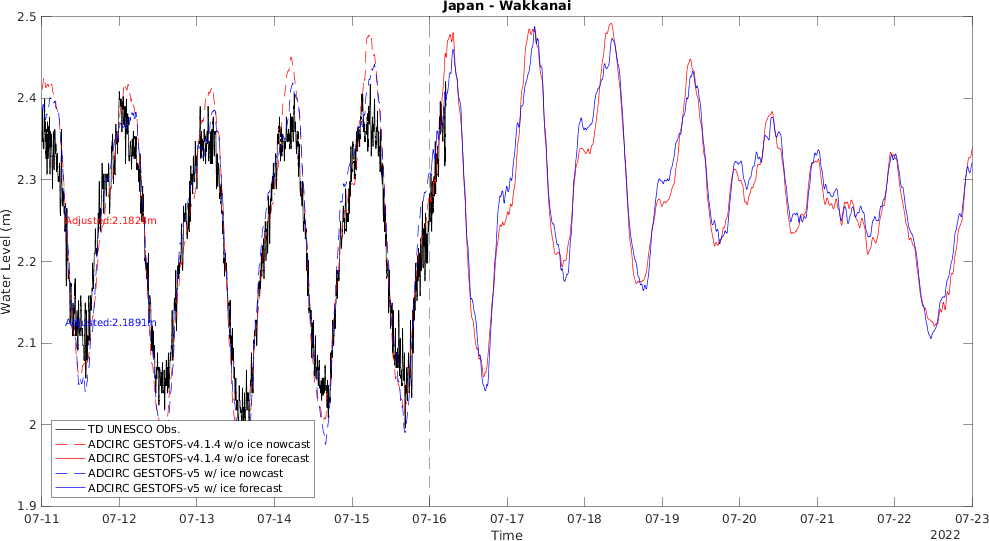 Japan - Wakkanai
2.5
2.4
2.3
2.2
2.1
2
1.9
Water Level (m)
Adjusted:2.1824m
Adjusted:2.1891m
TD UNESCO Obs.
ADCIRC GESTOFS-v4.1.4 w/o ice nowcast
ADCIRC GESTOFS-v4.1.4 w/o ice forecast
ADCIRC GESTOFS-v5 w/ ice nowcast
ADCIRC GESTOFS-v5 w/ ice forecast
07-11 07-12 07-13 07-14 07-15 07-16 07-17 07-18 07-19 07-20 07-21 07-22 07-23
Time
2022